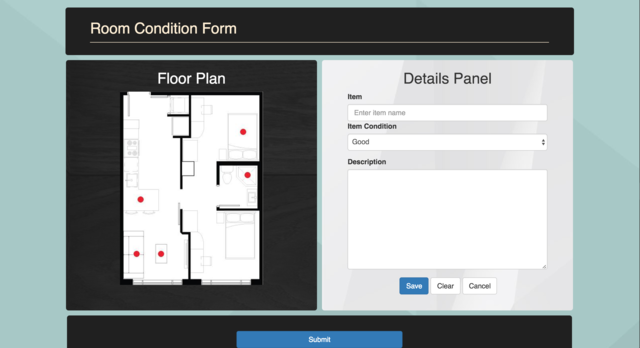 Room Condition Form
Floor Plan
Details Panel
Item
Enter item name
Item Condition
Good
Description
Save
Clear
Cancel
Submit